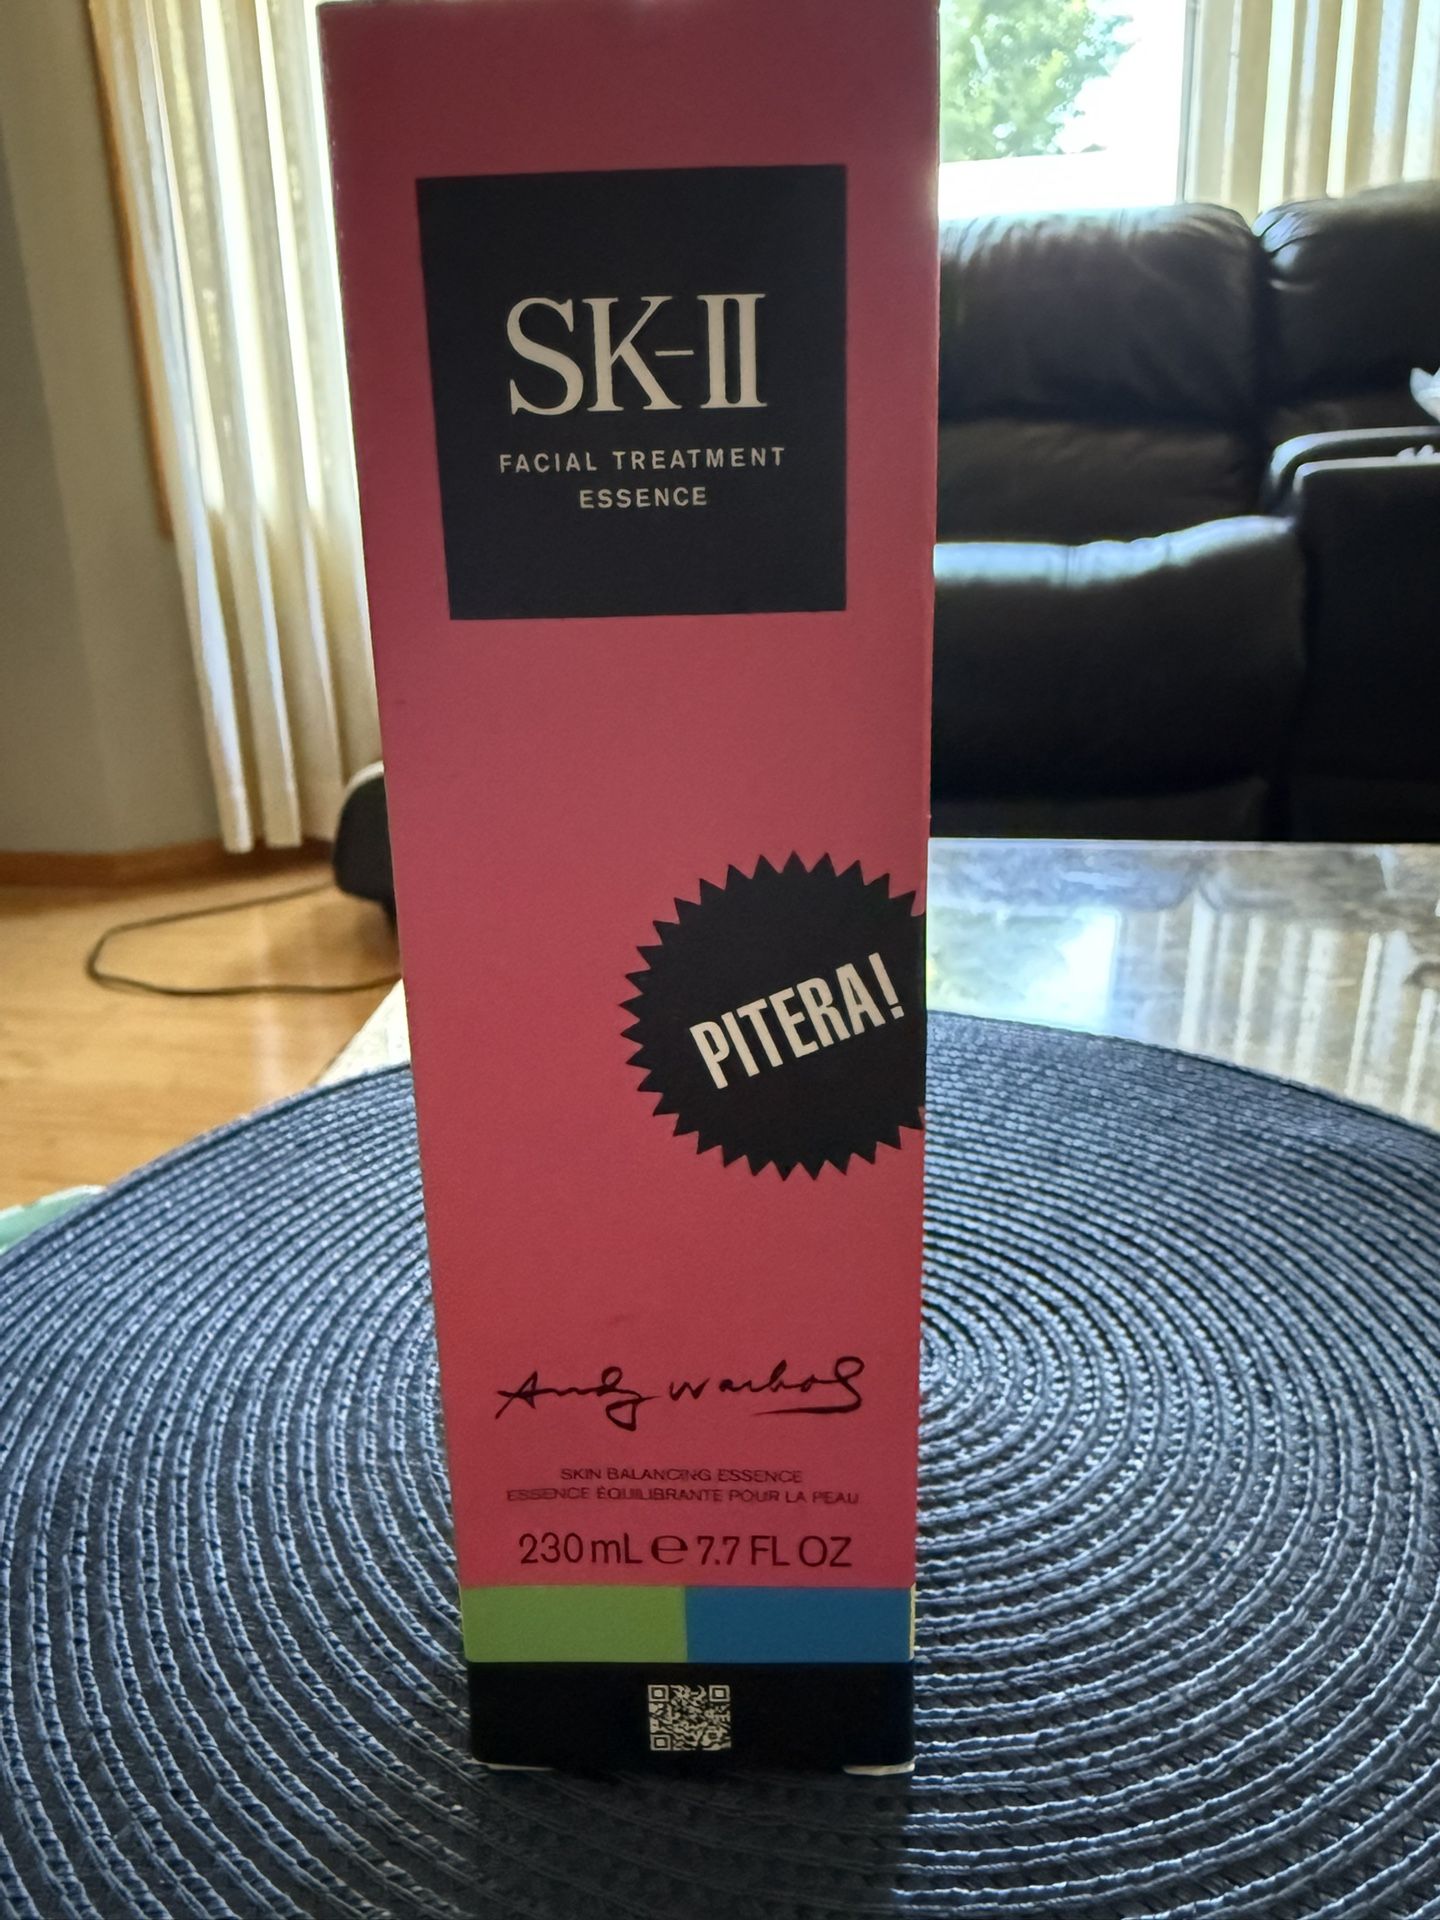 SK-II
FACIAL TREATMENT
ESSENCE
PITERA!
Andy Warhol
SKIN BALANCING ESSENCE
ESSENCE ÉQUILIBRANTE POUR LA PEAU
230 mL ℮ 7.7 FL OZ